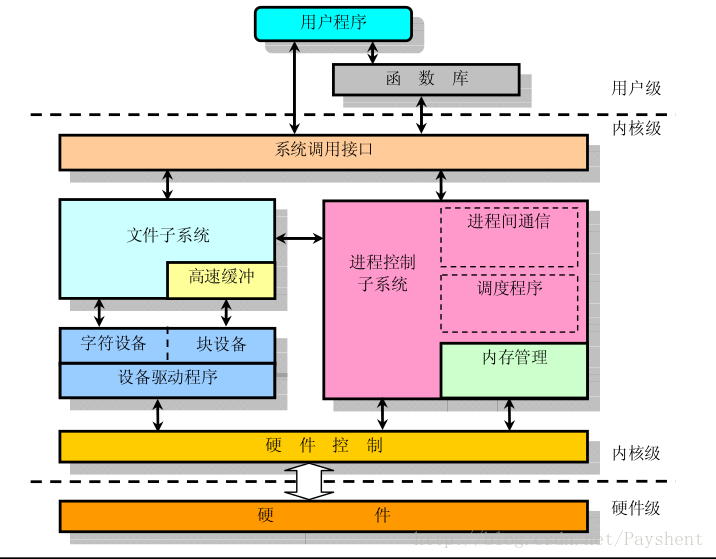 用户程序
函 数 库
用户级
内核级
系统调用接口
文件子系统
高速缓冲
进程控制
子系统
进程间通信
调度程序
内存管理
字符设备
块设备
设备驱动程序
硬 件 控 制
内核级
硬件级
硬 件
http://blog.csdn.net/Payshent